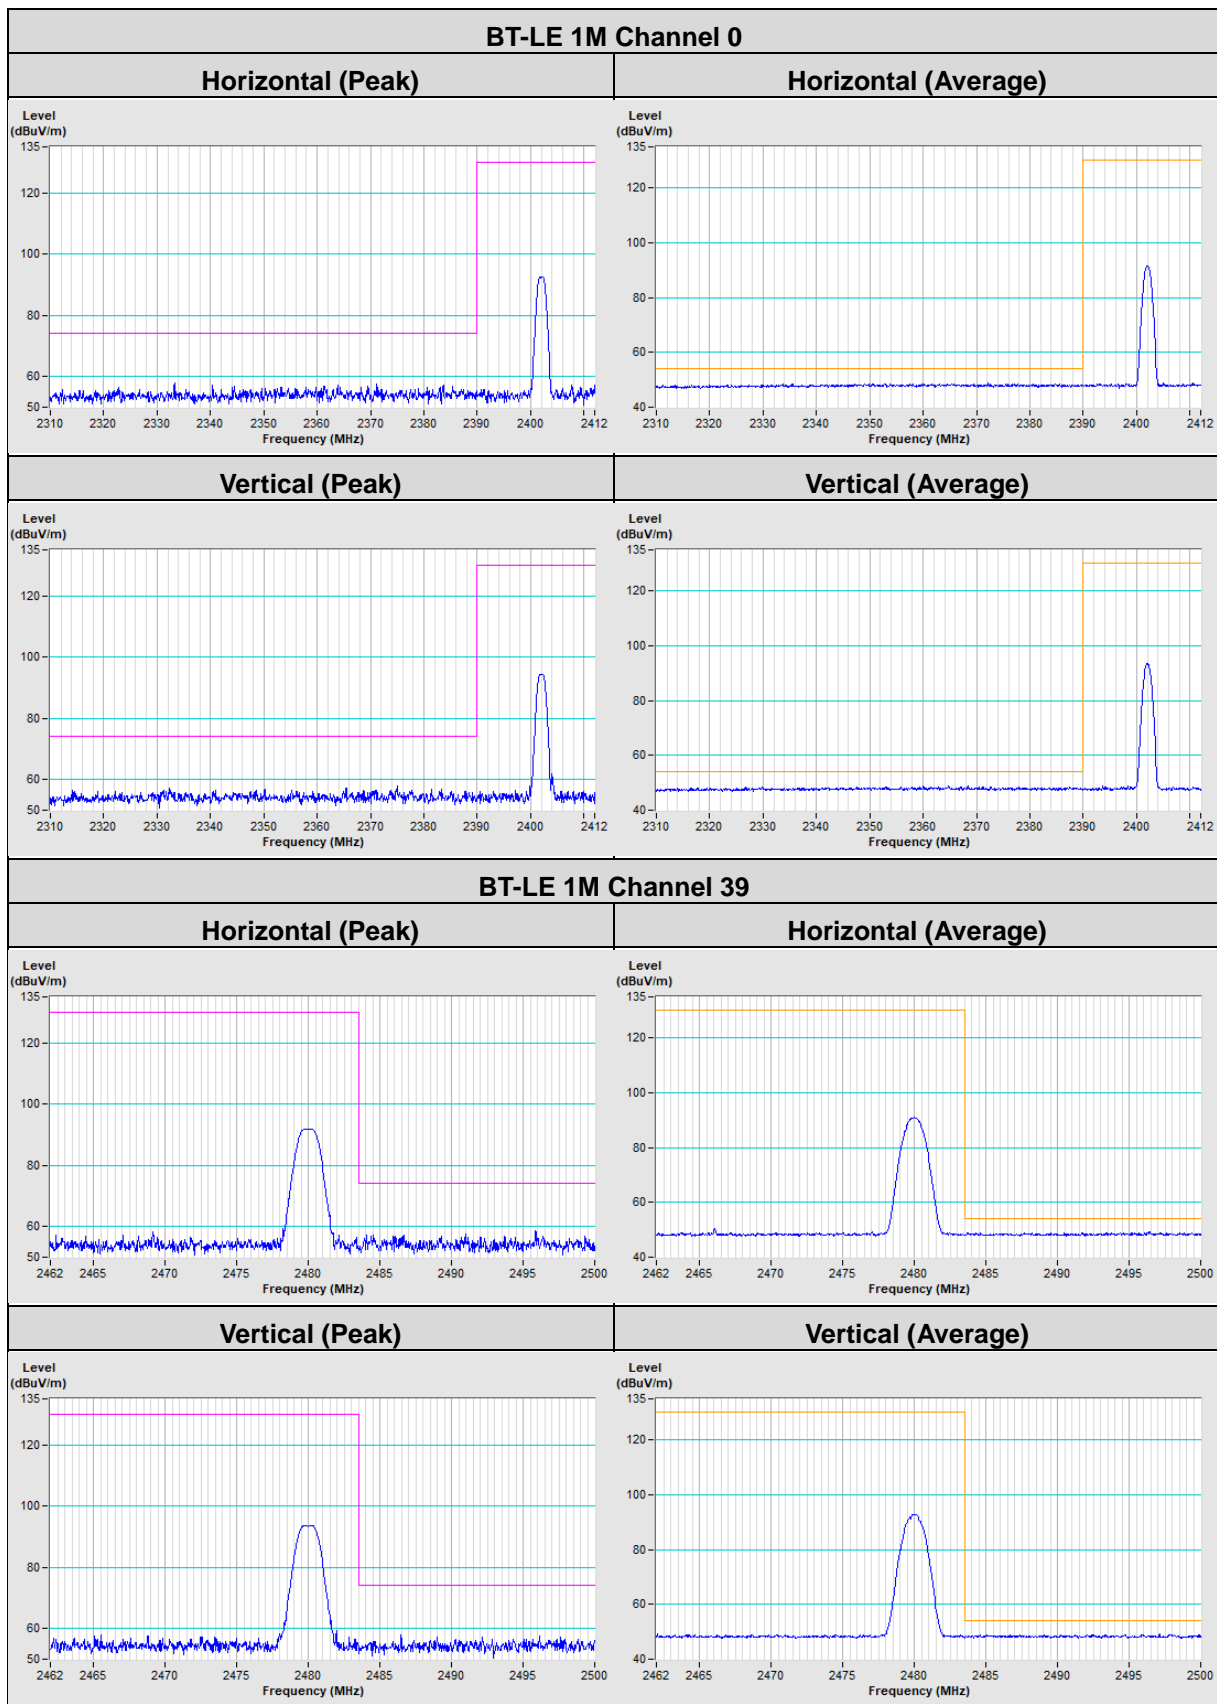 BT-LE 1M Channel 0
Horizontal (Peak)
Horizontal (Average)
Level
(dBuV/m)
135
120
100
80
60
50
2310 2320 2330 2340 2350 2360 2370 2380 2390 2400 2412
Frequency (MHz)
Level
(dBuV/m)
135
120
100
80
60
40
2310 2320 2330 2340 2350 2360 2370 2380 2390 2400 2412
Frequency (MHz)
Vertical (Peak)
Vertical (Average)
Level
(dBuV/m)
135
120
100
80
60
50
2310 2320 2330 2340 2350 2360 2370 2380 2390 2400 2412
Frequency (MHz)
Level
(dBuV/m)
135
120
100
80
60
40
2310 2320 2330 2340 2350 2360 2370 2380 2390 2400 2412
Frequency (MHz)
BT-LE 1M Channel 39
Horizontal (Peak)
Horizontal (Average)
Level
(dBuV/m)
135
120
100
80
60
50
2462 2465 2470 2475 2480 2485 2490 2495 2500
Frequency (MHz)
Level
(dBuV/m)
135
120
100
80
60
40
2462 2465 2470 2475 2480 2485 2490 2495 2500
Frequency (MHz)
Vertical (Peak)
Vertical (Average)
Level
(dBuV/m)
135
120
100
80
60
50
2462 2465 2470 2475 2480 2485 2490 2495 2500
Frequency (MHz)
Level
(dBuV/m)
135
120
100
80
60
40
2462 2465 2470 2475 2480 2485 2490 2495 2500
Frequency (MHz)